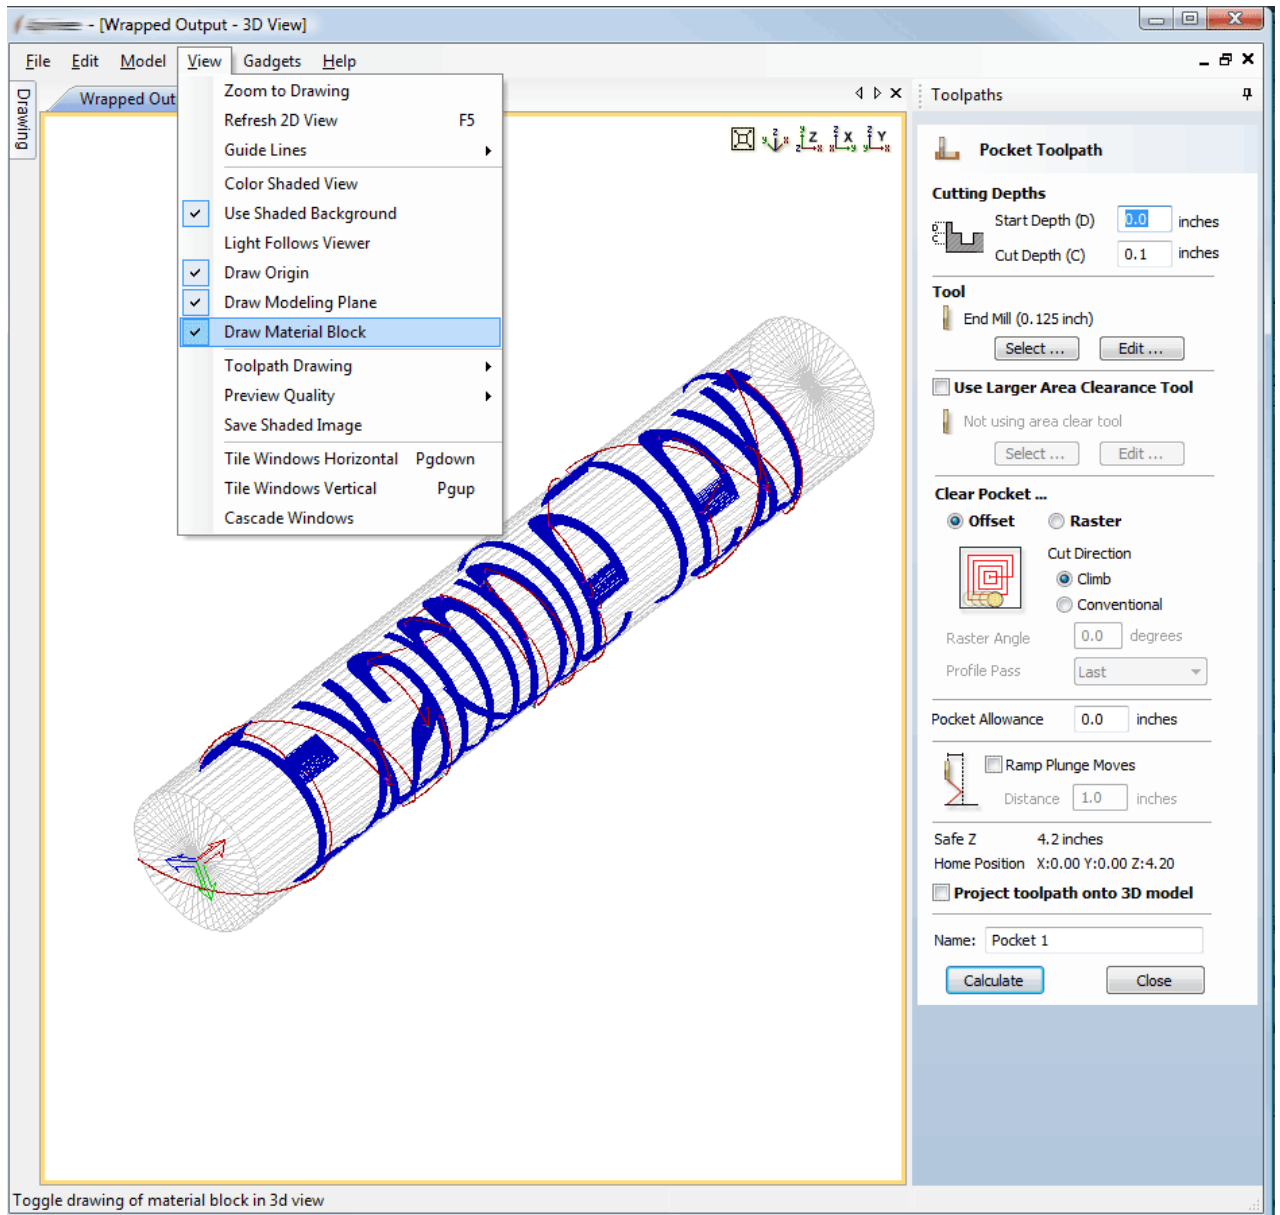 - [Wrapped Output - 3D View]
File Edit Model View Gadgets Help
Drawing
Wrapped Out
Zoom to Drawing
Refresh 2D View F5
Guide Lines
Color Shaded View
Use Shaded Background
Light Follows Viewer
Draw Origin
Draw Modeling Plane
Draw Material Block
Toolpath Drawing
Preview Quality
Save Shaded Image
Tile Windows Horizontal Pgdown
Tile Windows Vertical Pgup
Cascade Windows
Toolpaths
Pocket Toolpath
Cutting Depths
Start Depth (D) 0.0 inches
Cut Depth (C) 0.1 inches
Tool
End Mill (0.125 inch)
Select ... Edit ...
Use Larger Area Clearance Tool
Not using area clear tool
Select ... Edit ...
Clear Pocket ...
Offset Raster
Cut Direction
Climb
Conventional
Raster Angle 0.0 degrees
Profile Pass Last
Pocket Allowance 0.0 inches
Ramp Plunge Moves
Distance 1.0 inches
Safe Z 4.2 inches
Home Position X:0.00 Y:0.00 Z:4.20
Project toolpath onto 3D model
Name: Pocket 1
Calculate Close
Toggle drawing of material block in 3d view